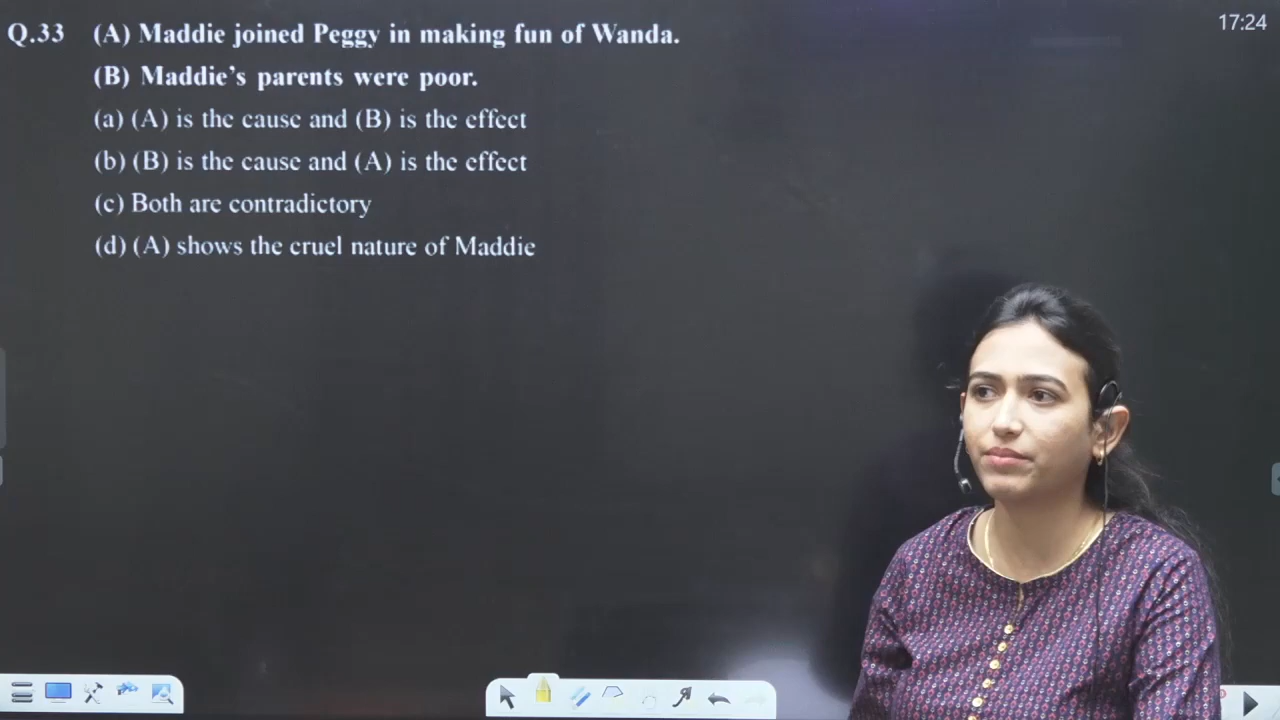 Q.33 (A) Maddie joined Peggy in making fun of Wanda.
(B) Maddie's parents were poor.
(a) (A) is the cause and (B) is the effect
(b) (B) is the cause and (A) is the effect
(c) Both are contradictory
(d) (A) shows the cruel nature of Maddie
17:24